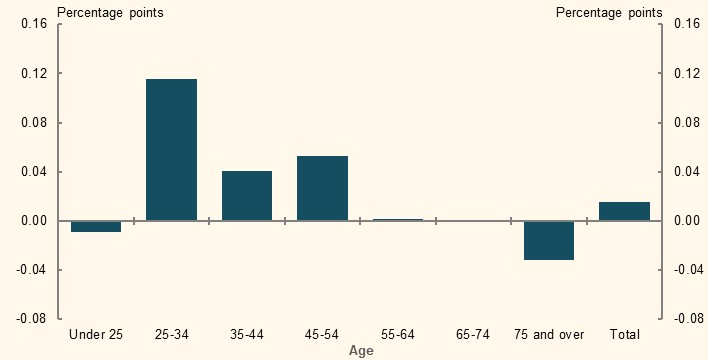 Percentage points Percentage points
0.16 0.16
0.12 0.12
0.08 0.08
0.04 0.04
0.00 0.00
-0.04 -0.04
-0.08 -0.08
Under 25 25-34 35-44 45-54 55-64 65-74 75 and over Total
Age